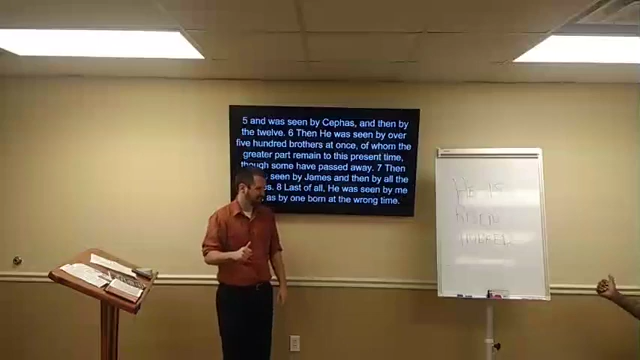 5 and was seen by Cephas, and then by
the twelve. 6 Then He was seen by over
five hundred brothers at once, of whom the
greater part remain to this present time,
though some have passed away. 7 Then
seen by James and then by all the
8 Last of all, He was seen by me
as by one born at the wrong time.
HE IS